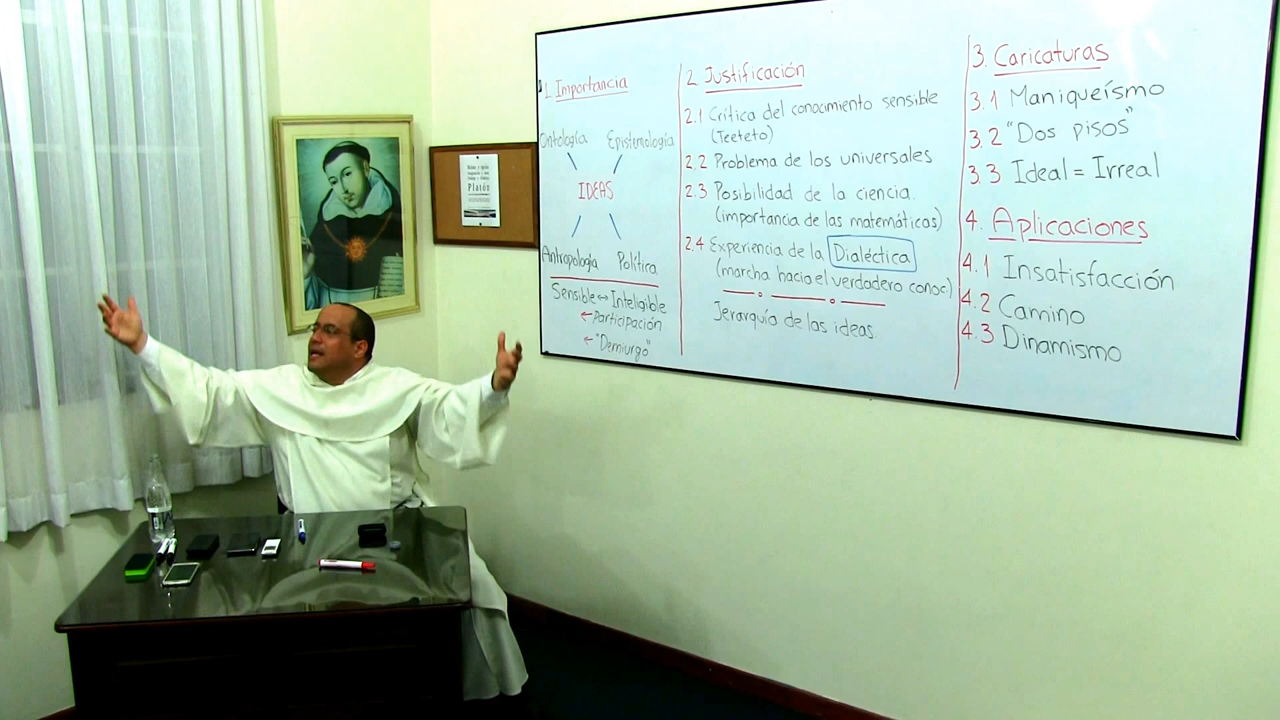 Platón
1. Importancia
Ontología Epistemología
IDEAS
Antropología Política
Sensible ↔ Inteligible
← Participación
← "Demiurgo"
2. Justificación
2.1 Crítica del conocimiento sensible
(Teeteto)
2.2 Problema de los universales
2.3 Posibilidad de la ciencia
(importancia de las matemáticas)
2.4 Experiencia de la Dialéctica
(marcha hacia el verdadero conoc.)
Jerarquía de las ideas.
3. Caricaturas
3.1 Maniqueísmo
3.2 "Dos pisos"
3.3 Ideal = Irreal
4. Aplicaciones
4.1 Insatisfacción
4.2 Camino
4.3 Dinamismo